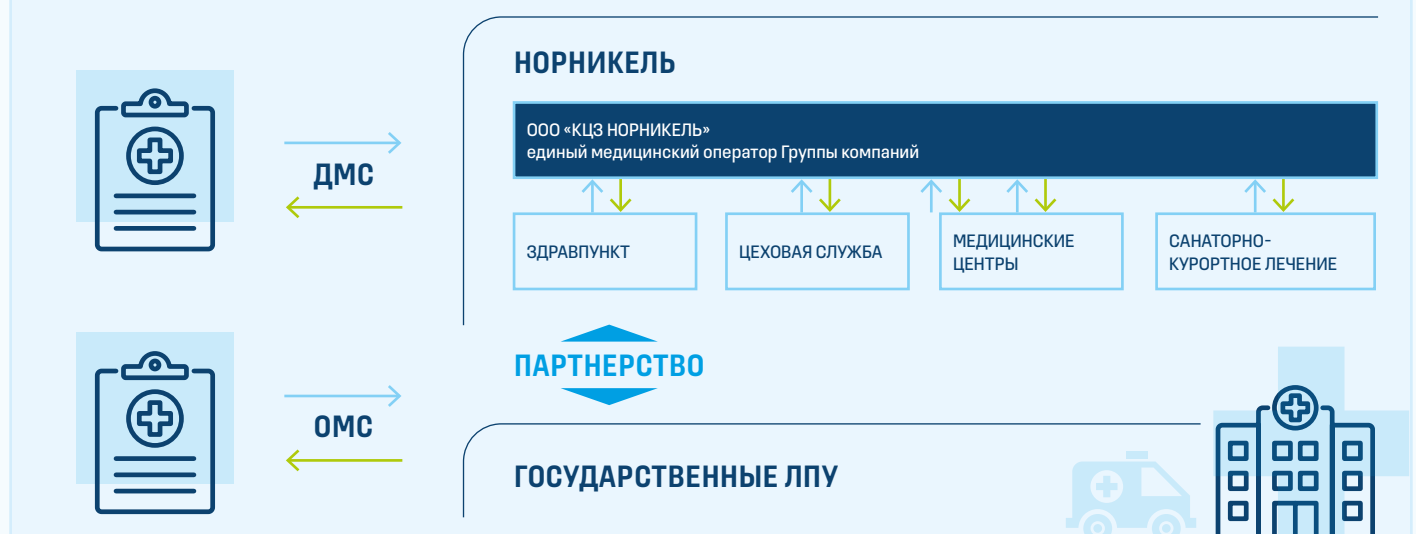 НОРНИКЕЛЬ
ООО «КЦЗ НОРНИКЕЛЬ»
единый медицинский оператор Группы компаний
ДМС
ЗДРАВПУНКТ
ЦЕХОВАЯ СЛУЖБА
МЕДИЦИНСКИЕ
ЦЕНТРЫ
САНАТОРНО-
КУРОРТНОЕ ЛЕЧЕНИЕ
ПАРТНЕРСТВО
ОМС
ГОСУДАРСТВЕННЫЕ ЛПУ